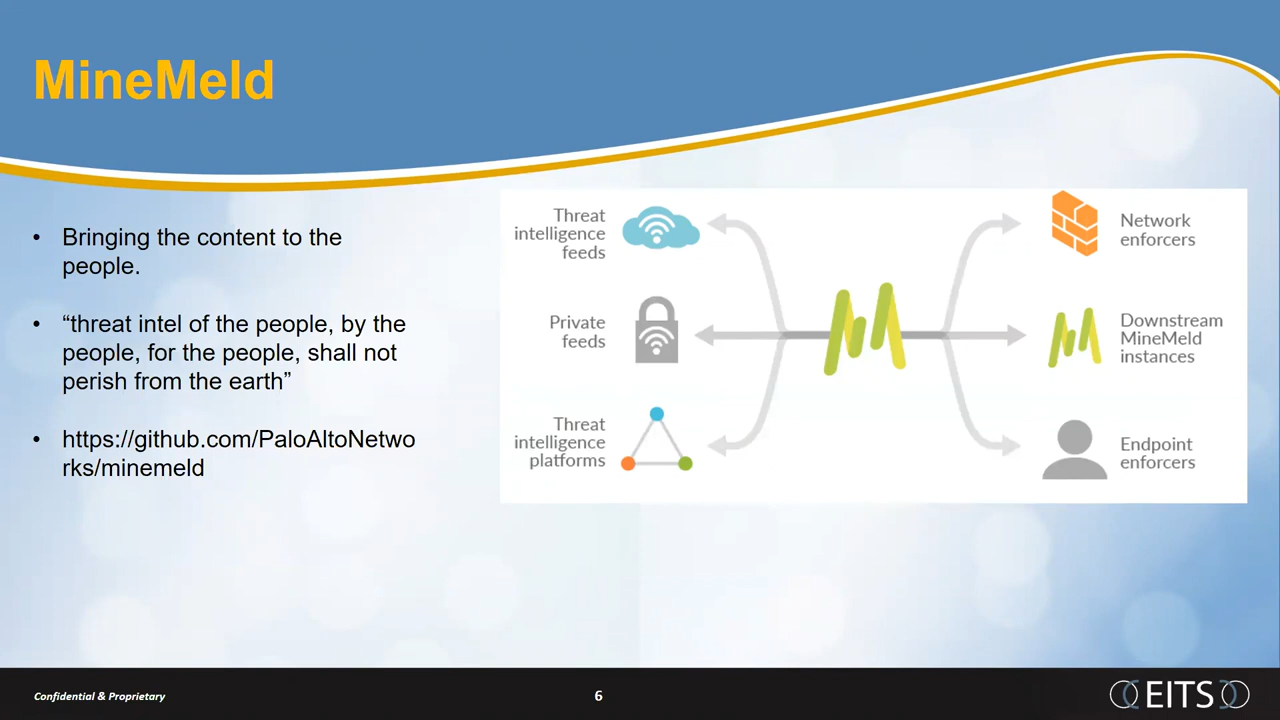 MineMeld
• Bringing the content to the
people.
• “threat intel of the people, by the
people, for the people, shall not
perish from the earth”
• https://github.com/PaloAltoNetwo
rks/minemeld
Threat
intelligence
feeds
Private
feeds
Threat
intelligence
platforms
Network
enforcers
Downstream
MineMeld
instances
Endpoint
enforcers
Confidential & Proprietary
6
EITS